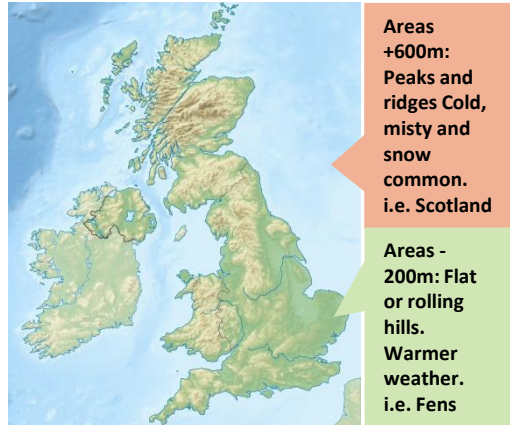 Areas
+600m:
Peaks and
ridges Cold,
misty and
snow
common.
i.e. Scotland
Areas -
200m: Flat
or rolling
hills.
Warmer
weather.
i.e. Fens